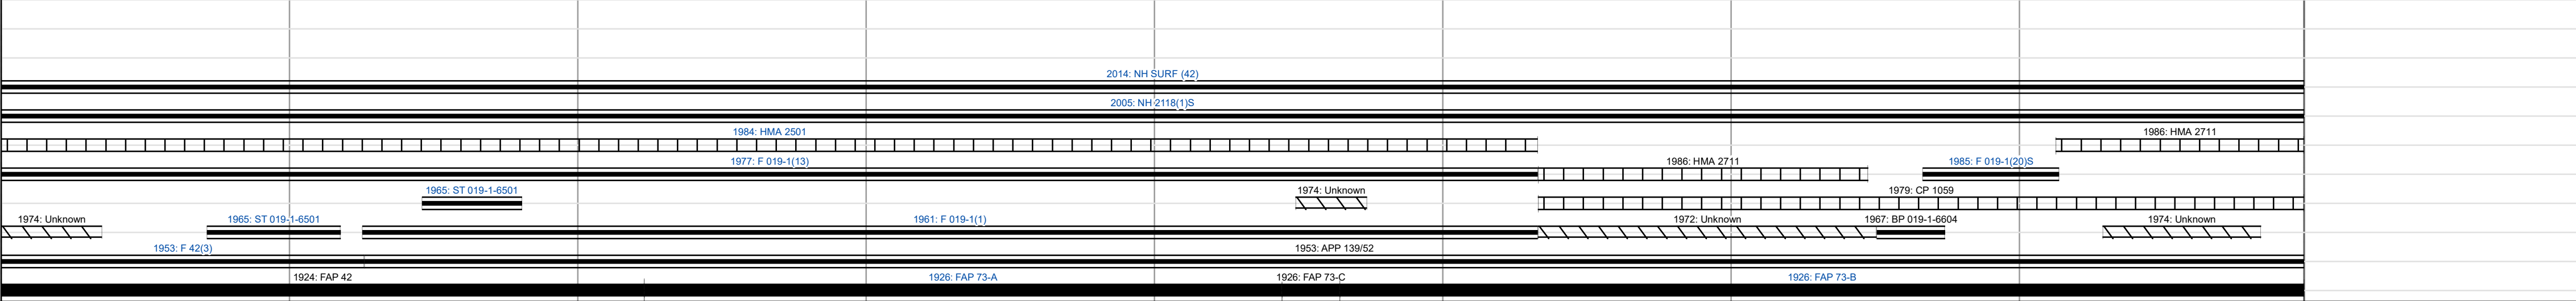 2014: NH SURF (42)
2005: NH 2118(1)S
1984: HMA 2501
1986: HMA 2711
1977: F 019-1(13)
1986: HMA 2711
1985: F 019-1(20)S
1965: ST 019-1-6501
1974: Unknown
1979: CP 1059
1974: Unknown
1965: ST 019-1-6501
1961: F 019-1(1)
1972: Unknown
1967: BP 019-1-6604
1974: Unknown
1953: F 42(3)
1953: APP 139/52
1924: FAP 42
1926: FAP 73-A
1926: FAP 73-C
1926: FAP 73-B